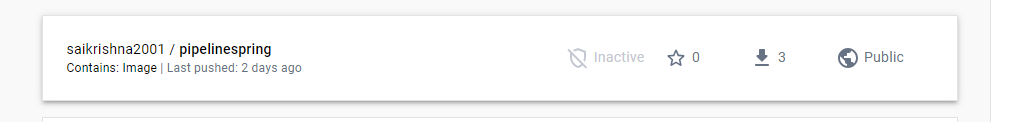 saikrishna2001 / pipelinespring
Contains: Image | Last pushed: 2 days ago
Inactive
0
3
Public